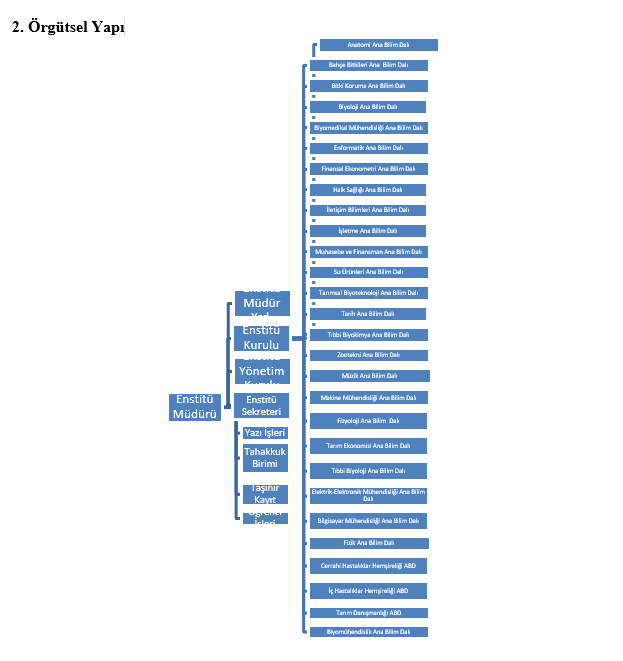 2. Örgütsel Yapı
Anatomi Ana Bilim Dalı
Bahçe Bitkileri Ana Bilim Dalı
Bitki Koruma Ana Bilim Dalı
Biyoloji Ana Bilim Dalı
Biyomedikal Mühendisliği Ana Bilim Dalı
Enformatik Ana Bilim Dalı
Finansal Ekonometri Ana Bilim Dalı
Halk Sağlığı Ana Bilim Dalı
İletişim Bilimleri Ana Bilim Dalı
İşletme Ana Bilim Dalı
Muhasebe ve Finansman Ana Bilim Dalı
Su Ürünleri Ana Bilim Dalı
Tarımsal Biyoteknoloji Ana Bilim Dalı
Tarih Ana Bilim Dalı
Tıbbi Biyokimya Ana Bilim Dalı
Zootekni Ana Bilim Dalı
Müzik Ana Bilim Dalı
Makine Mühendisliği Ana Bilim Dalı
Fizyoloji Ana Bilim Dalı
Tarım Ekonomisi Ana Bilim Dalı
Tıbbi Biyoloji Ana Bilim Dalı
Elektrik-Elektronik Mühendisliği Ana Bilim
Dalı
Bilgisayar Mühendisliği Ana Bilim Dalı
Fizik Ana Bilim Dalı
Cerrahi Hastalıklar Hemşireliği ABD
İç Hastalıklar Hemşireliği ABD
Tarım Danışmanlığı ABD
Biyomühendislik Ana Bilim Dalı
Müdür
Enstitü
Kurulu
Yönetim
Enstitü
Sekreteri
Enstitü
Müdürü
Yazı İşleri
Tahakkuk
Birimi
Taşınır
Kayıt